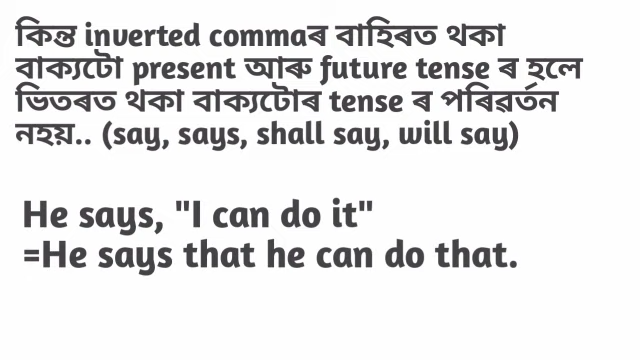 কিন্ত inverted commaৰ বাহিৰত থকা
বাক্যটো present আৰু future tense ৰ হলে
ভিতৰত থকা বাক্যটোৰ tense ৰ পৰিৱৰ্তন
নহয়.. (say, says, shall say, will say)
He says, "I can do it"
=He says that he can do that.